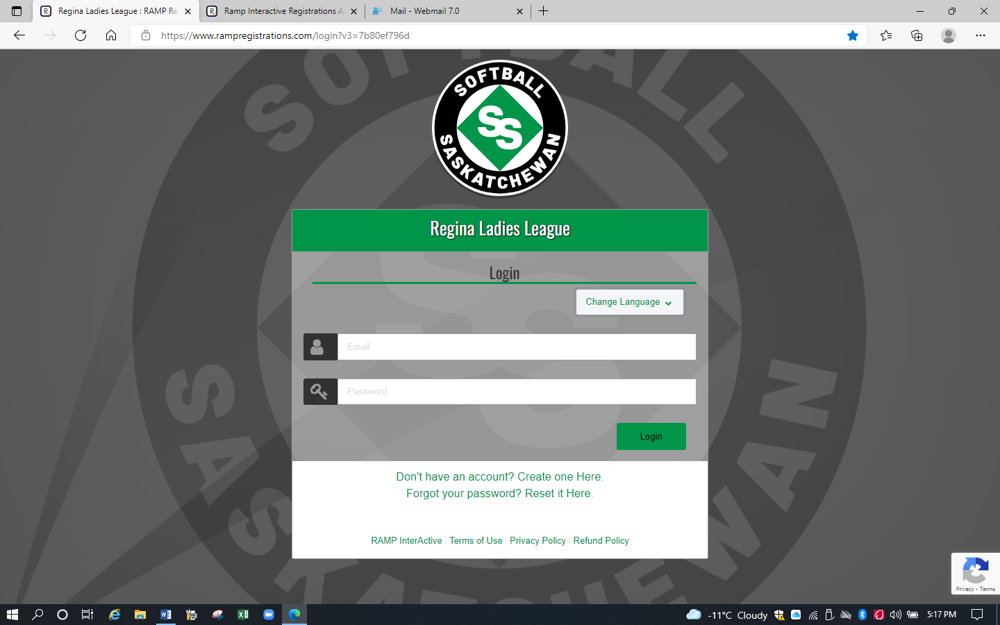 Regina Ladies League : RAMP Re
Ramp Interactive Registrations A
Mail - Webmail 7.0
https://www.rampregistrations.com/login?v3=7b80ef796d
SOFTBALL
SS
SASKATCHEWAN
SOFTBALL
SS
SASKATCHEWAN
Regina Ladies League
Login
Change Language
Email
Password
Login
Don't have an account? Create one Here.
Forgot your password? Reset it Here.
RAMP InterActive | Terms of Use | Privacy Policy | Refund Policy
Privacy - Terms
-11°C Cloudy
5:17 PM